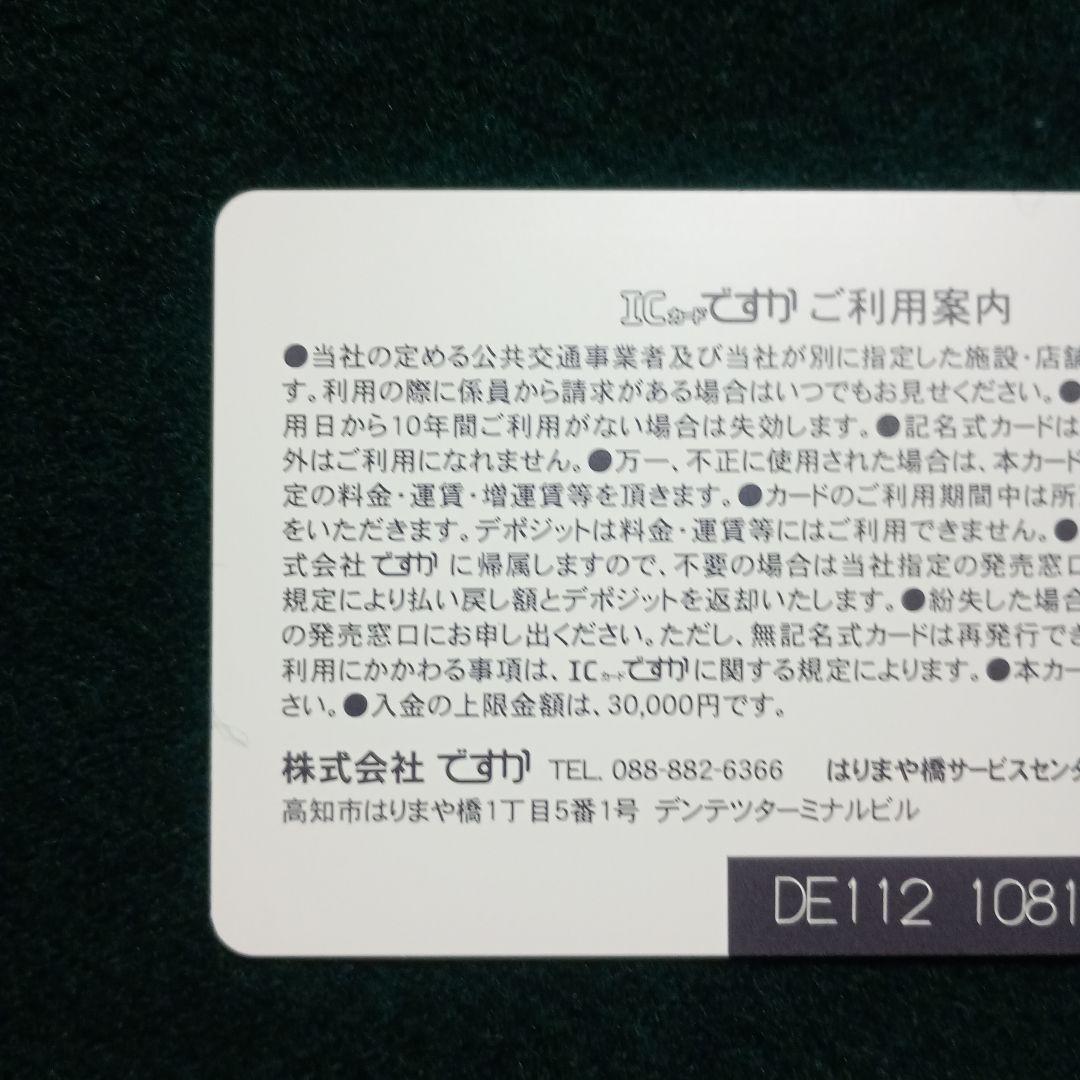 ICカードですか ご利用案内
●当社の定める公共交通事業者及び当社が別に指定した施設・店舗
す。利用の際に係員から請求がある場合はいつでもお見せください。●
用日から10年間ご利用がない場合は失効します。●記名式カードは
外はご利用になれません。●万一、不正に使用された場合は、本カード
定の料金・運賃・増運賃等を頂きます。●カードのご利用期間中は所
をいただきます。デポジットは料金・運賃等にはご利用できません。●
式会社ですか に帰属しますので、不要の場合は当社指定の発売窓口
規定により払い戻し額とデポジットを返却いたします。●紛失した場合
の発売窓口にお申し出ください。ただし、無記名式カードは再発行でき
利用にかかわる事項は、ICカードですかに関する規定によります。●本カー
さい。●入金の上限金額は、30,000円です。
株式会社 ですか TEL. 088-882-6366 はりまや橋サービスセンタ
高知市はりまや橋1丁目5番1号 デンテツターミナルビル
DE112 1081